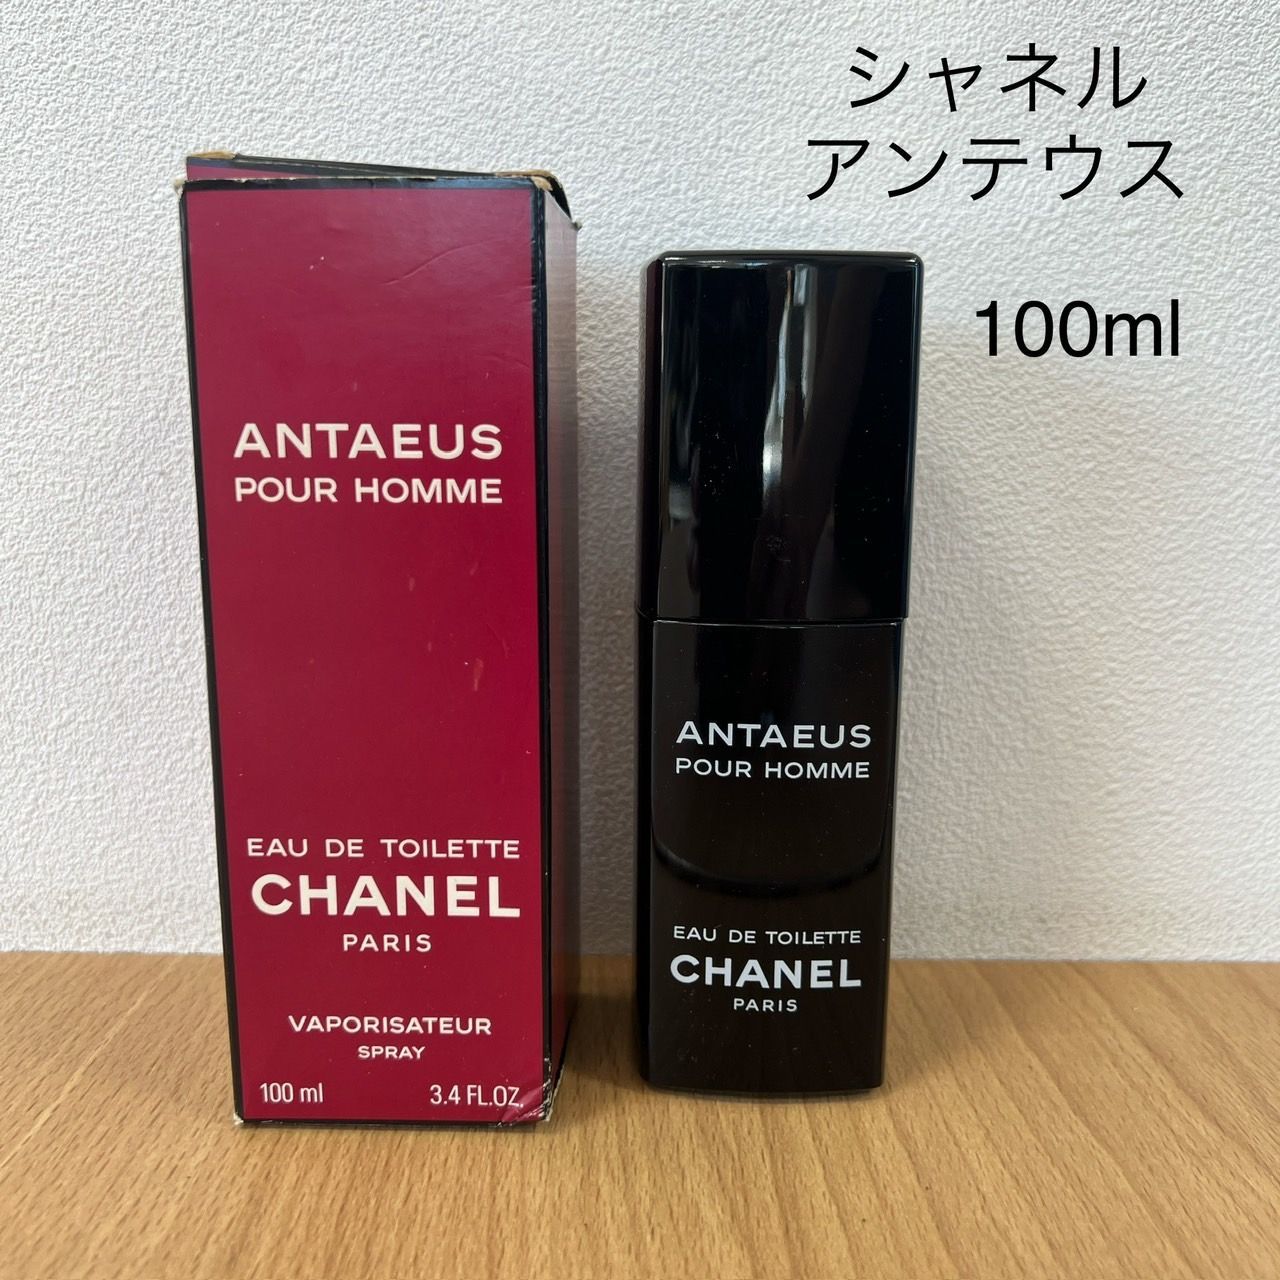 シャネル
アンテウス
100ml
ANTAEUS
POUR HOMME
EAU DE TOILETTE
CHANEL
PARIS
VAPORISATEUR
SPRAY
100 ml 3.4 FL.OZ.
ANTAEUS
POUR HOMME
EAU DE TOILETTE
CHANEL
PARIS